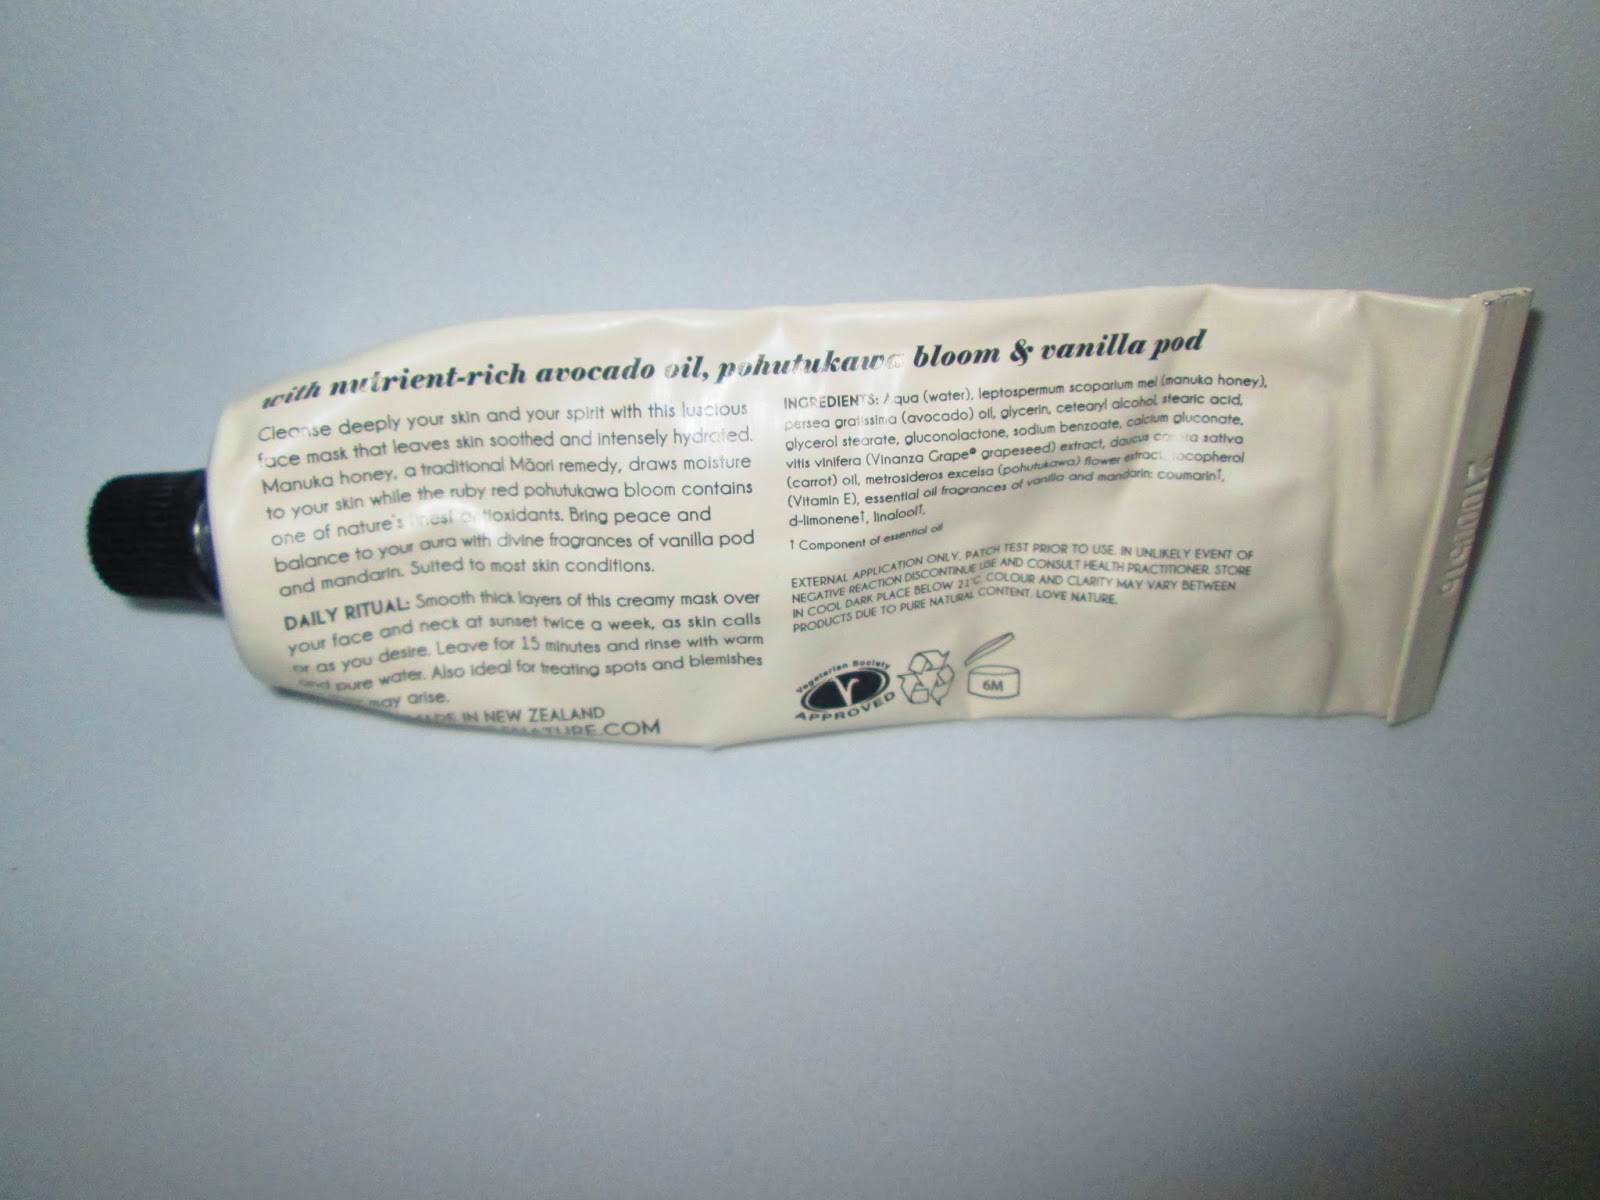 with nutrient-rich avocado oil, pohutukawa bloom & vanilla pod
Cleanse deeply your skin and your spirit with this luscious
face mask that leaves skin soothed and intensely hydrated.
Manuka honey, a traditional Māori remedy, draws moisture
to your skin while the ruby red pohutukawa bloom contains
one of nature's finest antioxidants. Bring peace and
balance to your aura with divine fragrances of vanilla pod
and mandarin. Suited to most skin conditions.
DAILY RITUAL: Smooth thick layers of this creamy mask over
your face and neck at sunset twice a week, as skin calls
or as you desire. Leave for 15 minutes and rinse with warm
and pure water. Also ideal for treating spots and blemishes
may arise.
MADE IN NEW ZEALAND
NATURE.COM
INGREDIENTS: Aqua (water), leptospermum scoparium mel (manuka honey),
persea gratissima (avocado) oil, glycerin, cetearyl alcohol, stearic acid,
glycerol stearate, gluconolactone, sodium benzoate, calcium gluconate,
vitis vinifera (Vinanza Grape® grapeseed) extract, daucus carota sativa
(carrot) oil, metrosideros excelsa (pohutukawa) flower extract, tocopherol
(Vitamin E), essential oil fragrances of vanilla and mandarin: coumarin†,
d-limonene†, linalool†.
† Component of essential oil
EXTERNAL APPLICATION ONLY. PATCH TEST PRIOR TO USE. IN UNLIKELY EVENT OF
NEGATIVE REACTION DISCONTINUE USE AND CONSULT HEALTH PRACTITIONER. STORE
IN COOL DARK PLACE BELOW 21°C. COLOUR AND CLARITY MAY VARY BETWEEN
PRODUCTS DUE TO PURE NATURAL CONTENT. LOVE NATURE.
Vegetarian Society
V
APPROVED
6M